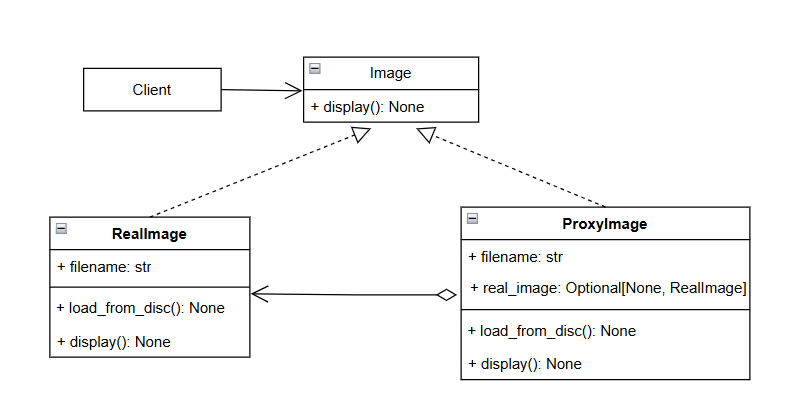 Client
Image
+ display(): None
RealImage
+ filename: str
+ load_from_disc(): None
+ display(): None
ProxyImage
+ filename: str
+ real_image: Optional[None, RealImage]
+ load_from_disc(): None
+ display(): None